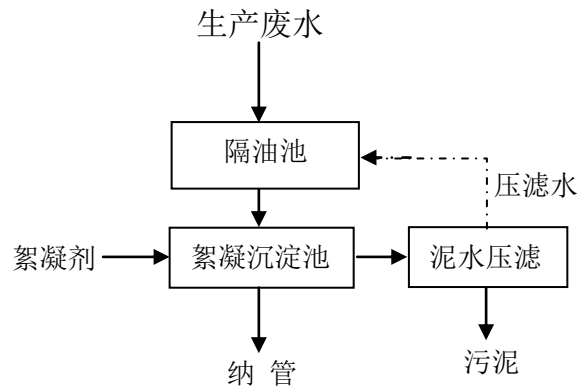 生产废水
隔油池
压滤水
絮凝剂
絮凝沉淀池
泥水压滤
纳 管
污泥